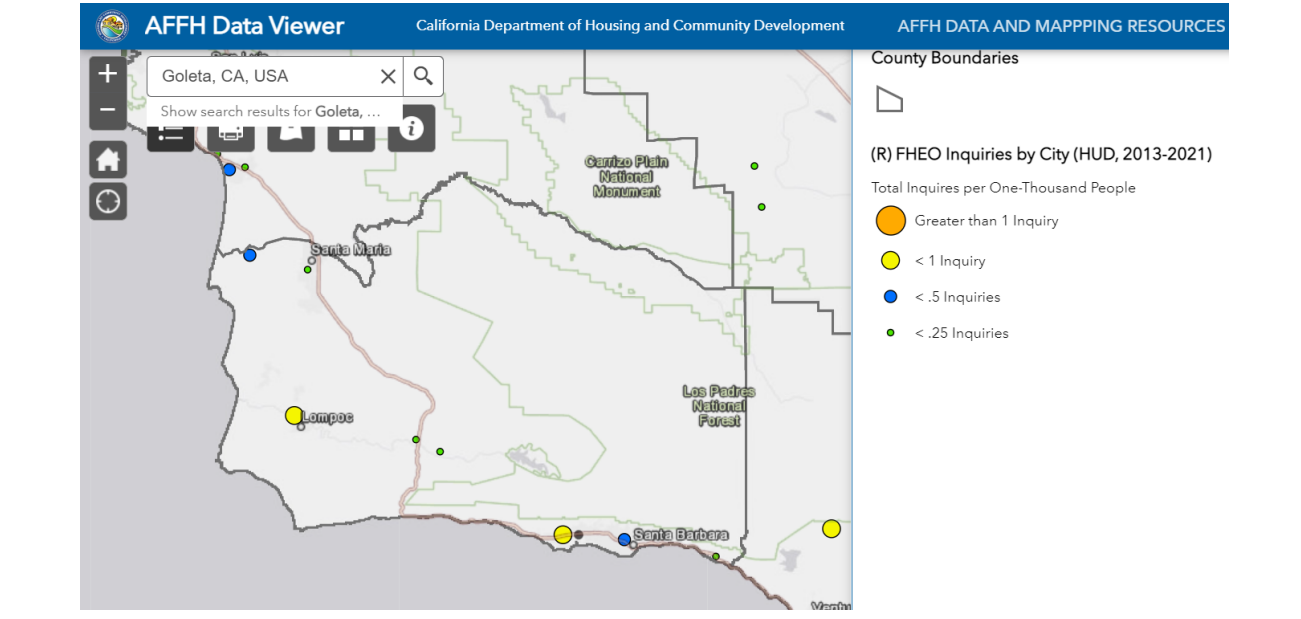 AFFH Data Viewer
California Department of Housing and Community Development
AFFH DATA AND MAPPPING RESOURCES
Goleta, CA, USA
Show search results for Goleta, ...
Carrizo Plain
National
Monument
Santa Maria
Los Padres
National
Forest
Lompoc
Santa Barbara
County Boundaries
(R) FHEO Inquiries by City (HUD, 2013-2021)
Total Inquires per One-Thousand People
Greater than 1 Inquiry
< 1 Inquiry
< .5 Inquiries
< .25 Inquiries